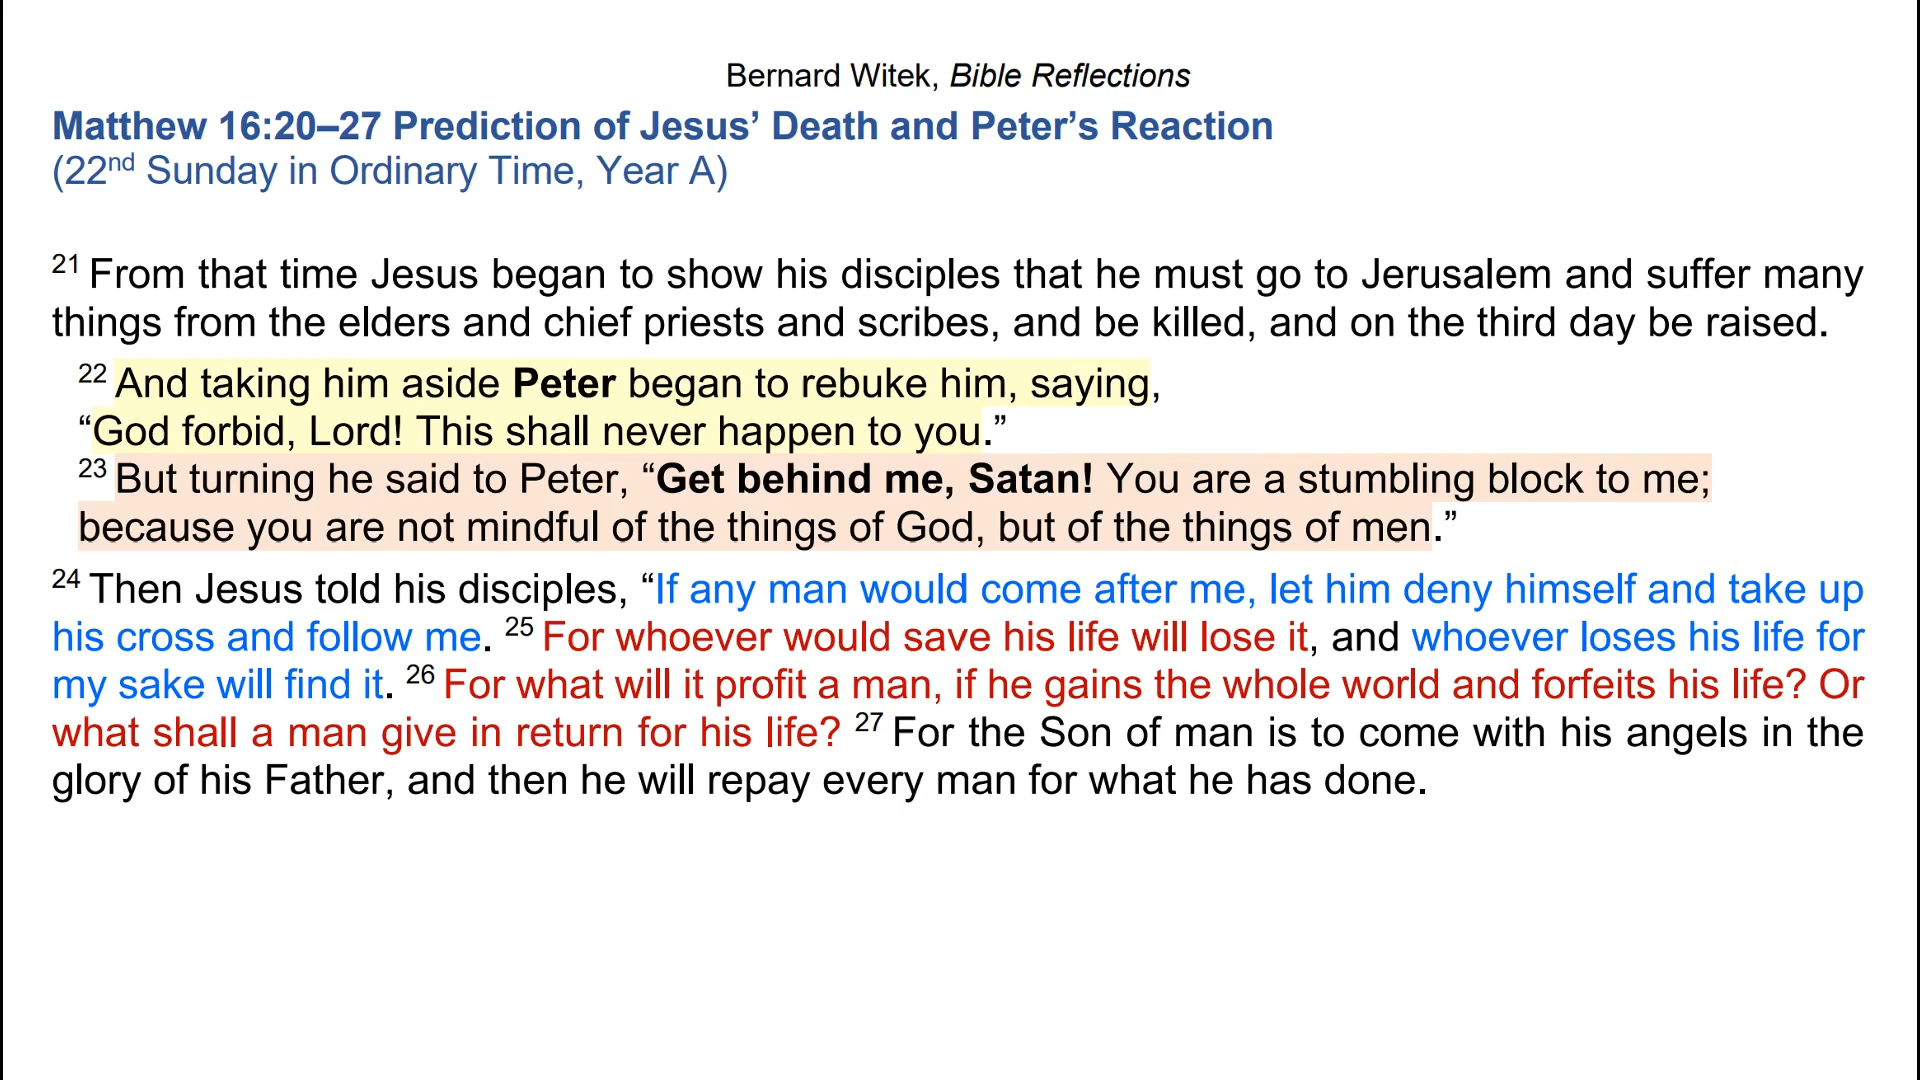 Bernard Witek, Bible Reflections
Matthew 16:20–27 Prediction of Jesus’ Death and Peter’s Reaction
(22nd Sunday in Ordinary Time, Year A)
21 From that time Jesus began to show his disciples that he must go to Jerusalem and suffer many
things from the elders and chief priests and scribes, and be killed, and on the third day be raised.
22 And taking him aside Peter began to rebuke him, saying,
“God forbid, Lord! This shall never happen to you.”
23 But turning he said to Peter, “Get behind me, Satan! You are a stumbling block to me;
because you are not mindful of the things of God, but of the things of men.”
24 Then Jesus told his disciples, “If any man would come after me, let him deny himself and take up
his cross and follow me. 25 For whoever would save his life will lose it, and whoever loses his life for
my sake will find it. 26 For what will it profit a man, if he gains the whole world and forfeits his life? Or
what shall a man give in return for his life? 27 For the Son of man is to come with his angels in the
glory of his Father, and then he will repay every man for what he has done.